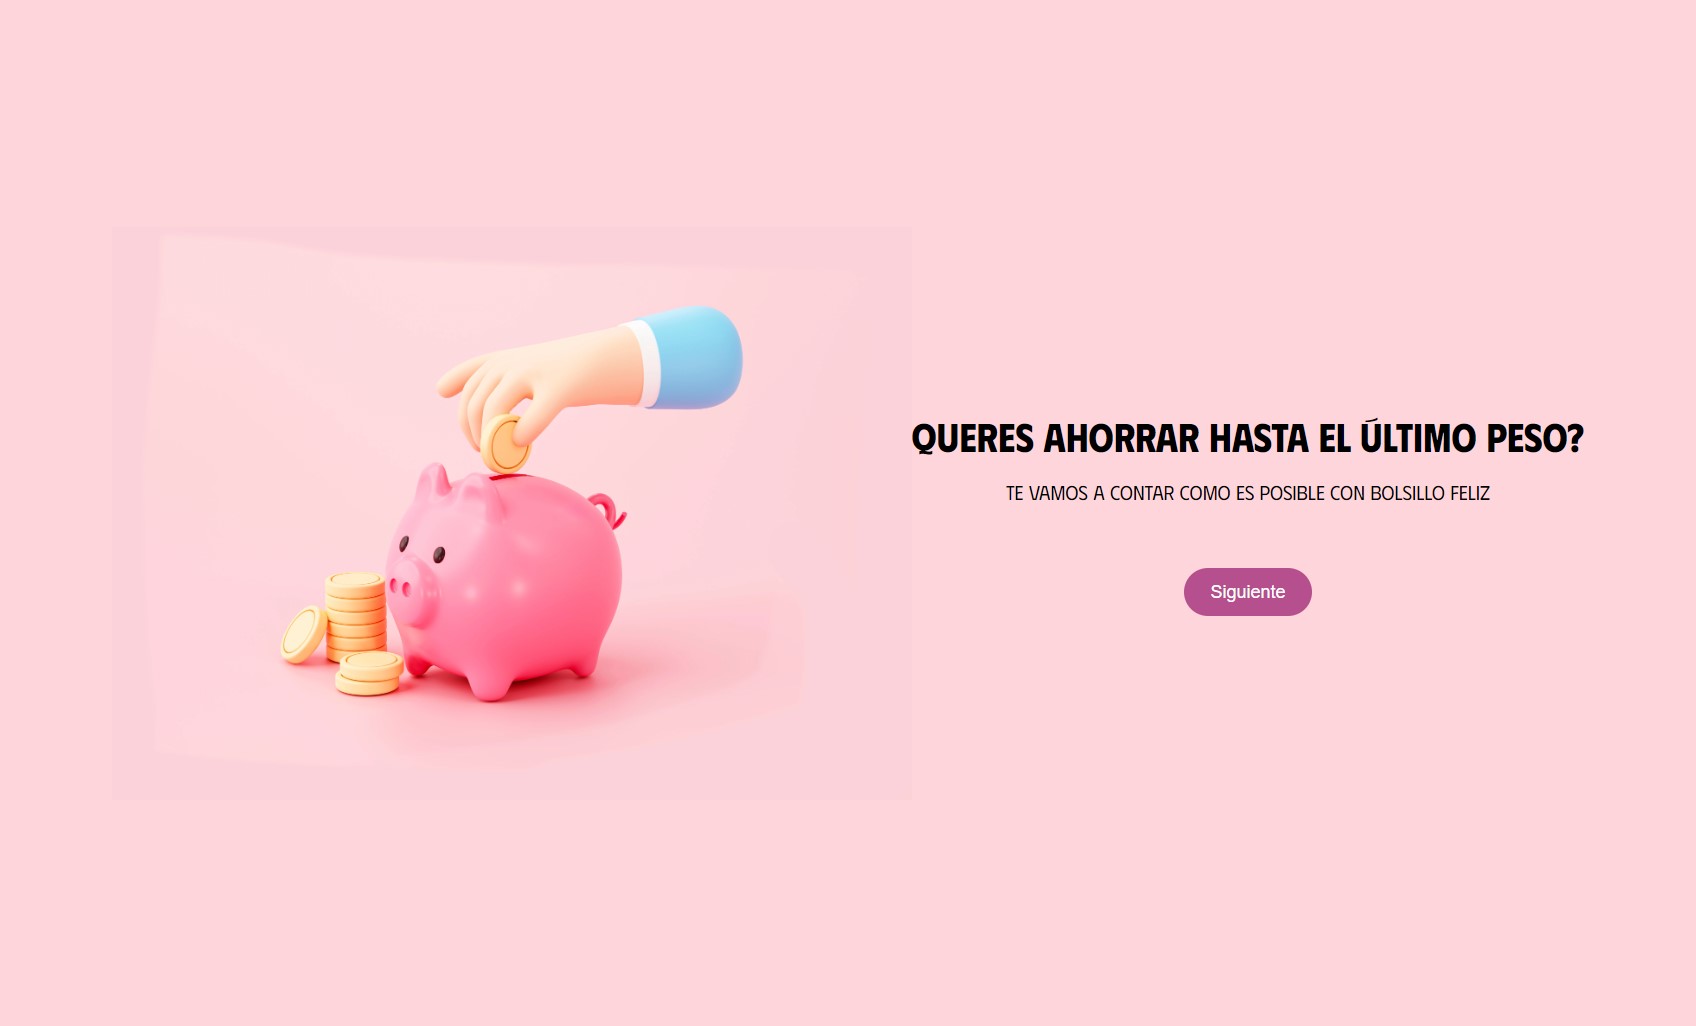 QUERES AHORRAR HASTA EL ÚLTIMO PESO?
TE VAMOS A CONTAR COMO ES POSIBLE CON BOLSILLO FELIZ
Siguiente